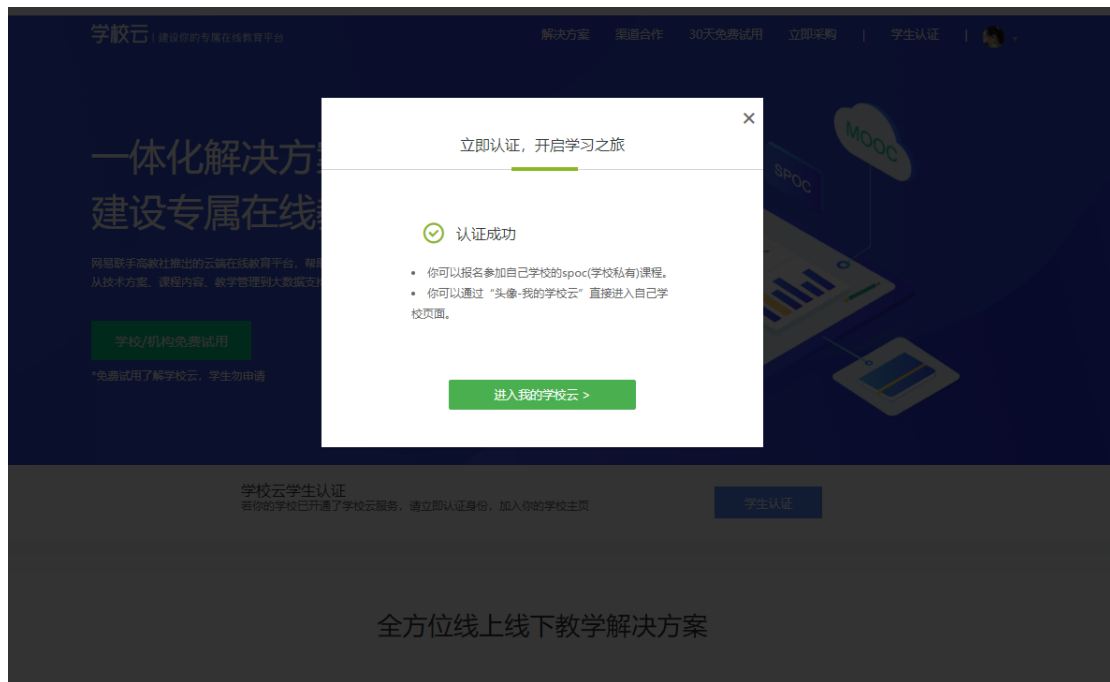 学校云 | 建设你的专属在线教育平台
解决方案 渠道合作 30天免费试用 立即采购 | 学生认证 |
一体化解决方
建设专属在线
网易联手高教社推出的云端在线教育平台，帮
从技术方案、课程内容、教学管理到大数据支
学校/机构免费试用
*免费试用了解学校云，学生勿申请
MOOC
SPOC
立即认证，开启学习之旅
认证成功
• 你可以报名参加自己学校的spoc(学校私有)课程。
• 你可以通过“头像-我的学校云”直接进入自己学
校页面。
进入我的学校云 >
学校云学生认证
若你的学校已开通了学校云服务，请立即认证身份，加入你的学校主页
学生认证
全方位线上线下教学解决方案